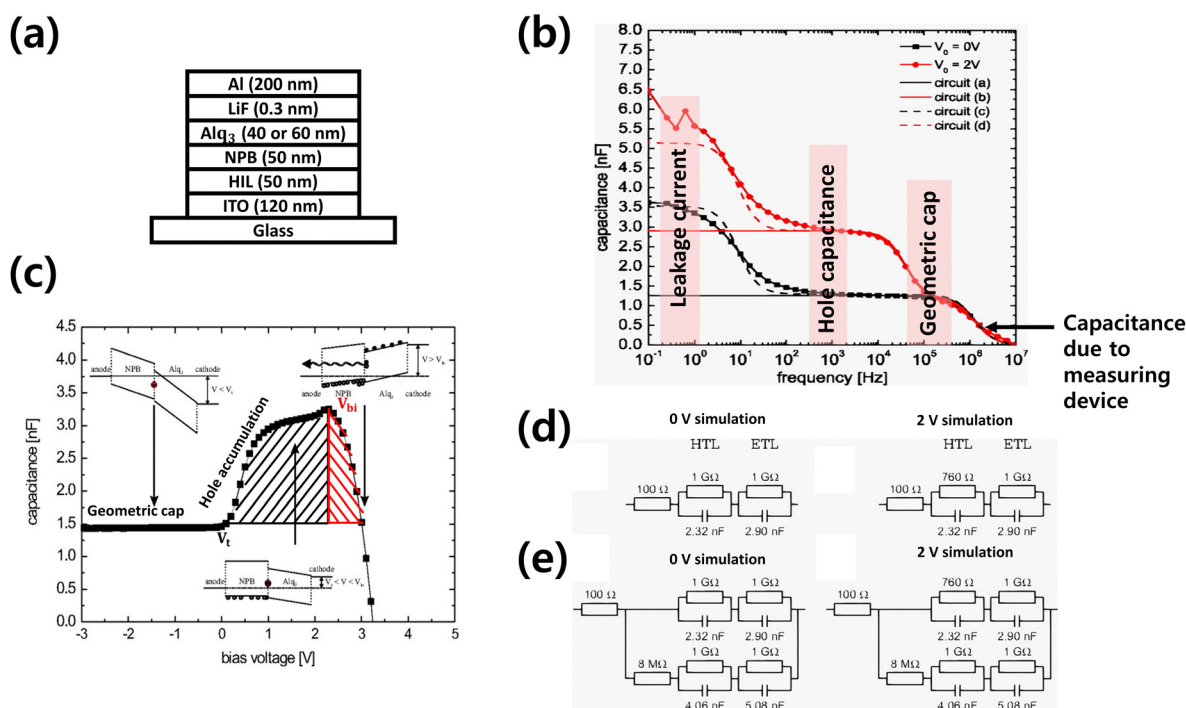 (a)
Al (200 nm)
LiF (0.3 nm)
Alq3 (40 or 60 nm)
NPB (50 nm)
HIL (50 nm)
ITO (120 nm)
Glass
(b)
8.0
7.5
7.0
6.5
6.0
5.5
5.0
4.5
4.0
3.5
3.0
2.5
2.0
1.5
1.0
0.5
0.0
capacitance [nF]
V0 = 0V
V0 = 2V
circuit (a)
circuit (b)
circuit (c)
circuit (d)
Leakage current
Hole capacitance
Geometric cap
10-1 100 101 102 103 104 105 106 107
frequency [Hz]
Capacitance
due to
measuring
device
(c)
4.5
4.0
3.5
3.0
2.5
2.0
1.5
1.0
0.5
0.0
capacitance [nF]
-3 -2 -1 0 1 2 3 4 5
bias voltage [V]
anode NPB Alq3 cathode
V < Vt
V > Vbi
anode NPB Alq3 cathode
Vbi
Hole accumulation
Geometric cap
Vt
cathode
anode NPB Alq3
Vt < V < Vbi
(d)
0 V simulation
HTL ETL
1 GΩ 1 GΩ
100 Ω
2.32 nF 2.90 nF
2 V simulation
HTL ETL
760 Ω 1 GΩ
100 Ω
2.32 nF 2.90 nF
(e)
0 V simulation
1 GΩ 1 GΩ
100 Ω
2.32 nF 2.90 nF
1 GΩ 1 GΩ
8 MΩ
4.06 nF 5.08 nF
2 V simulation
760 Ω 1 GΩ
100 Ω
2.32 nF 2.90 nF
1 GΩ 1 GΩ
8 MΩ
4.06 nF 5.08 nF